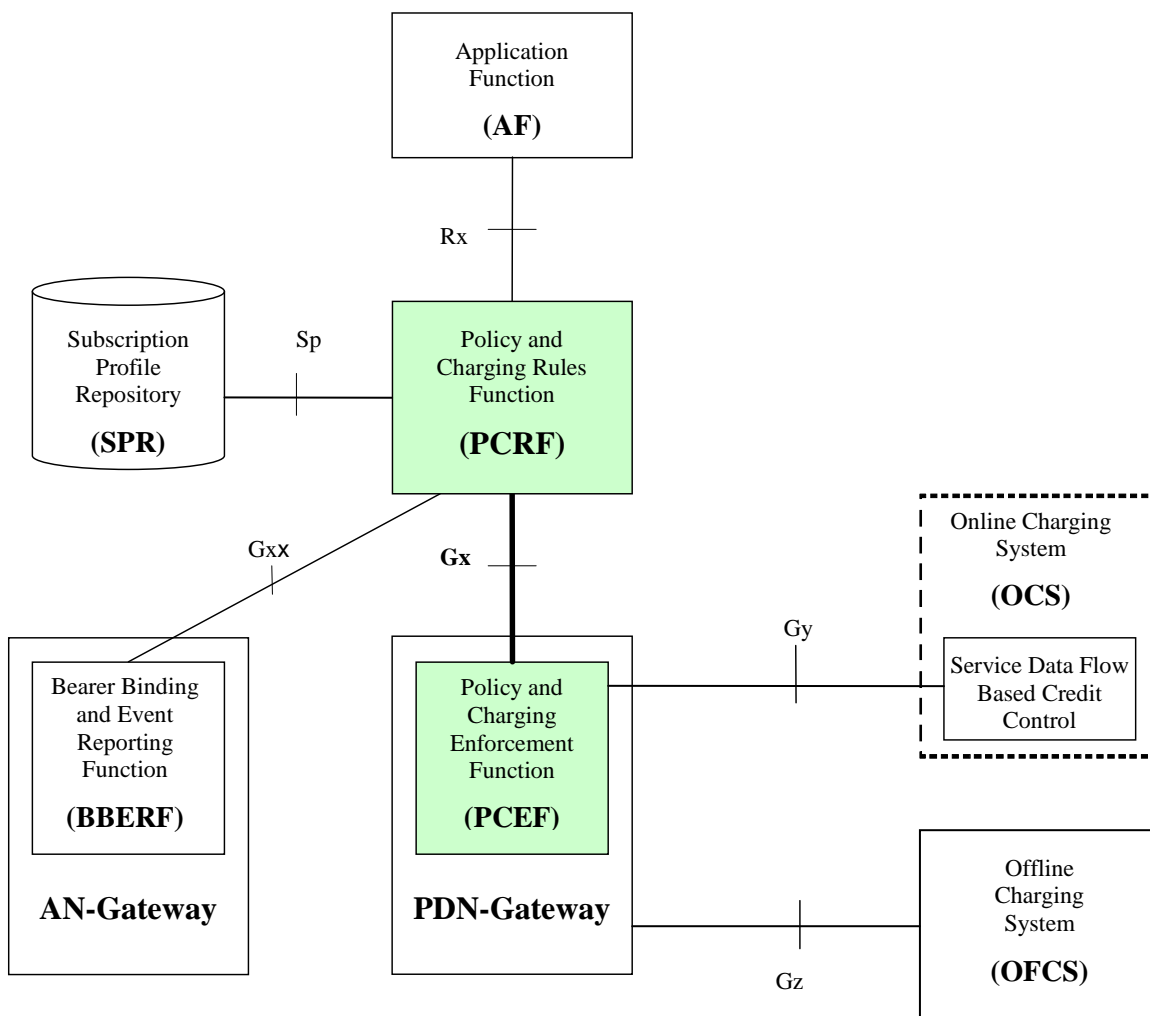 Application
Function
(AF)
Rx
Subscription
Profile
Repository
(SPR)
Sp
Policy and
Charging Rules
Function
(PCRF)
Gxx
Gx
Online Charging
System
(OCS)
Service Data Flow
Based Credit
Control
Gy
Bearer Binding
and Event
Reporting
Function
(BBERF)
AN-Gateway
Policy and
Charging
Enforcement
Function
(PCEF)
PDN-Gateway
Offline
Charging
System
(OFCS)
Gz